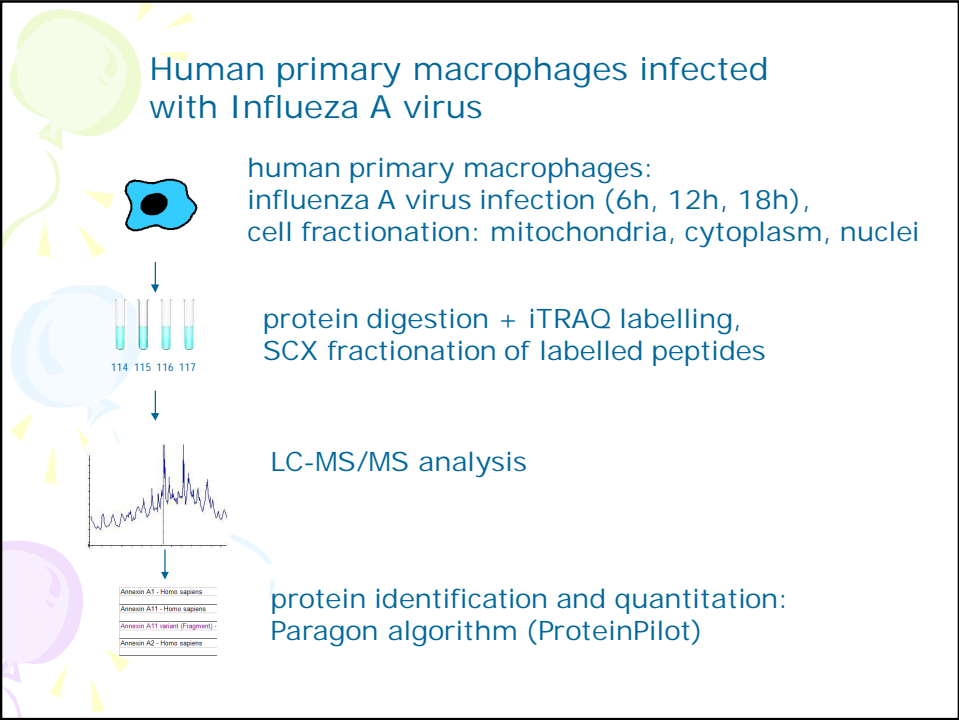 Human primary macrophages infected
with Influeza A virus
human primary macrophages:
influenza A virus infection (6h, 12h, 18h),
cell fractionation: mitochondria, cytoplasm, nuclei
protein digestion + iTRAQ labelling,
SCX fractionation of labelled peptides
114 115 116 117
LC-MS/MS analysis
protein identification and quantitation:
Paragon algorithm (ProteinPilot)
Annexin A1 - Homo sapiens
Annexin A11 - Homo sapiens
Annexin A11 variant (Fragment) -
Annexin A2 - Homo sapiens